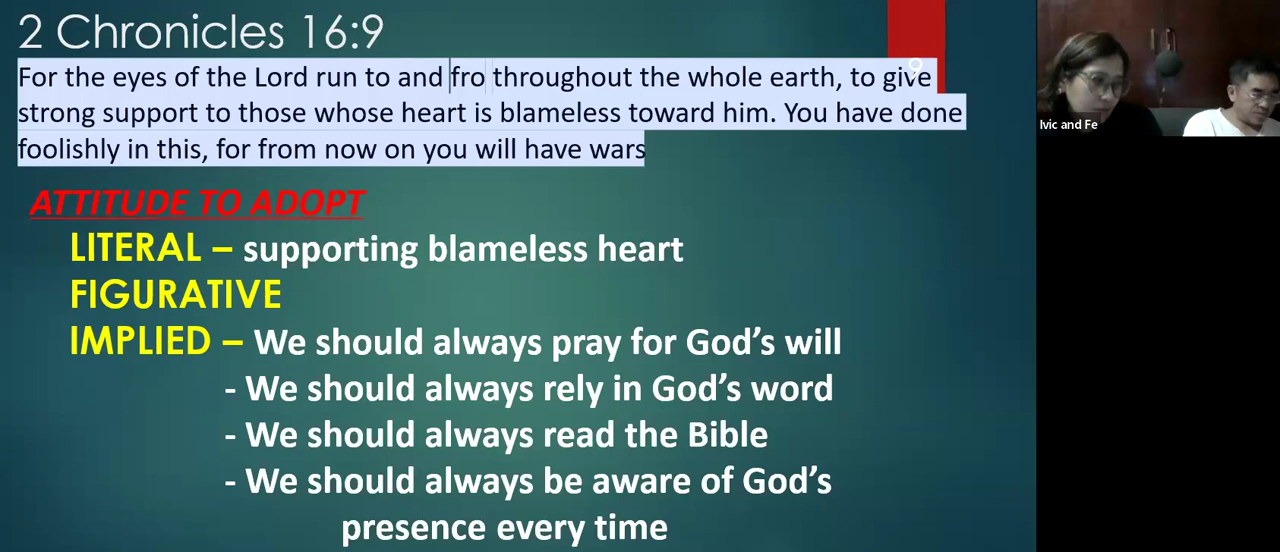 2 Chronicles 16:9
For the eyes of the Lord run to and fro throughout the whole earth, to give
strong support to those whose heart is blameless toward him. You have done
foolishly in this, for from now on you will have wars
9
ATTITUDE TO ADOPT
LITERAL – supporting blameless heart
FIGURATIVE
IMPLIED – We should always pray for God’s will
- We should always rely in God’s word
- We should always read the Bible
- We should always be aware of God’s
presence every time
Ivic and Fe